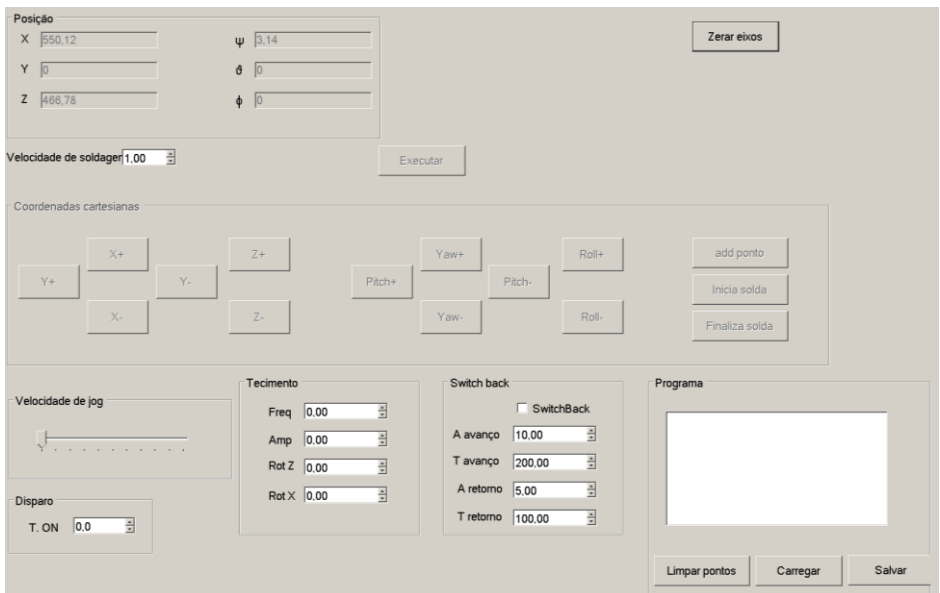 Posição
X 550,12
ψ 3,14
Zerar eixos
Y 0
ϑ 0
Z 466,78
ϕ 0
Velocidade de soldager 1,00
Executar
Coordenadas cartesianas
X+
Z+
Yaw+
Roll+
add ponto
Y+
Y-
Pitch+
Pitch-
Inicia solda
X-
Z-
Yaw-
Roll-
Finaliza solda
Velocidade de jog
Disparo
T. ON 0,0
Tecimento
Freq 0,00
Amp 0,00
Rot Z 0,00
Rot X 0,00
Switch back
SwitchBack
A avanço 10,00
T avanço 200,00
A retorno 5,00
T retorno 100,00
Programa
Limpar pontos
Carregar
Salvar